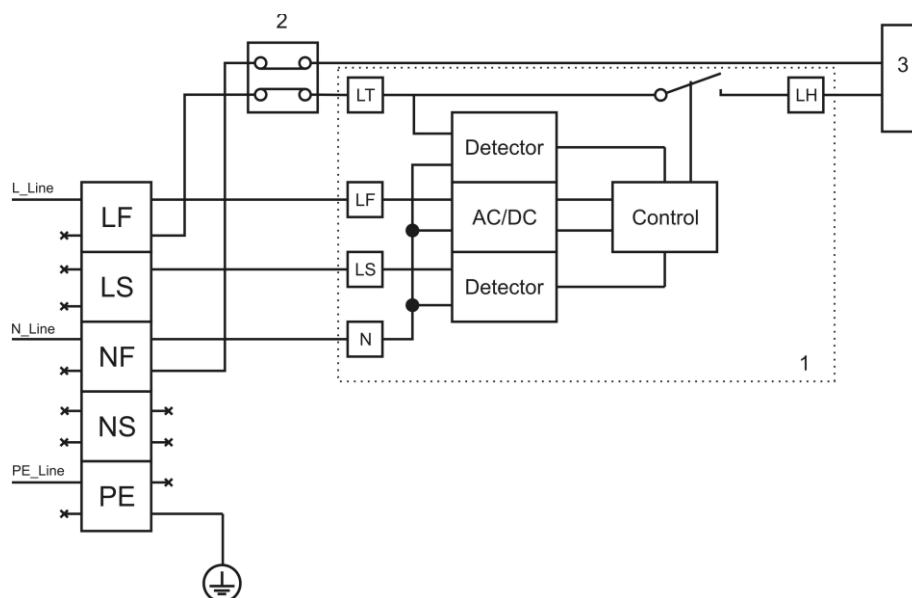 2
3
LT
LH
Detector
L_Line
LF
LF
AC/DC
Control
LS
LS
Detector
N_Line
NF
N
1
NS
PE_Line
PE